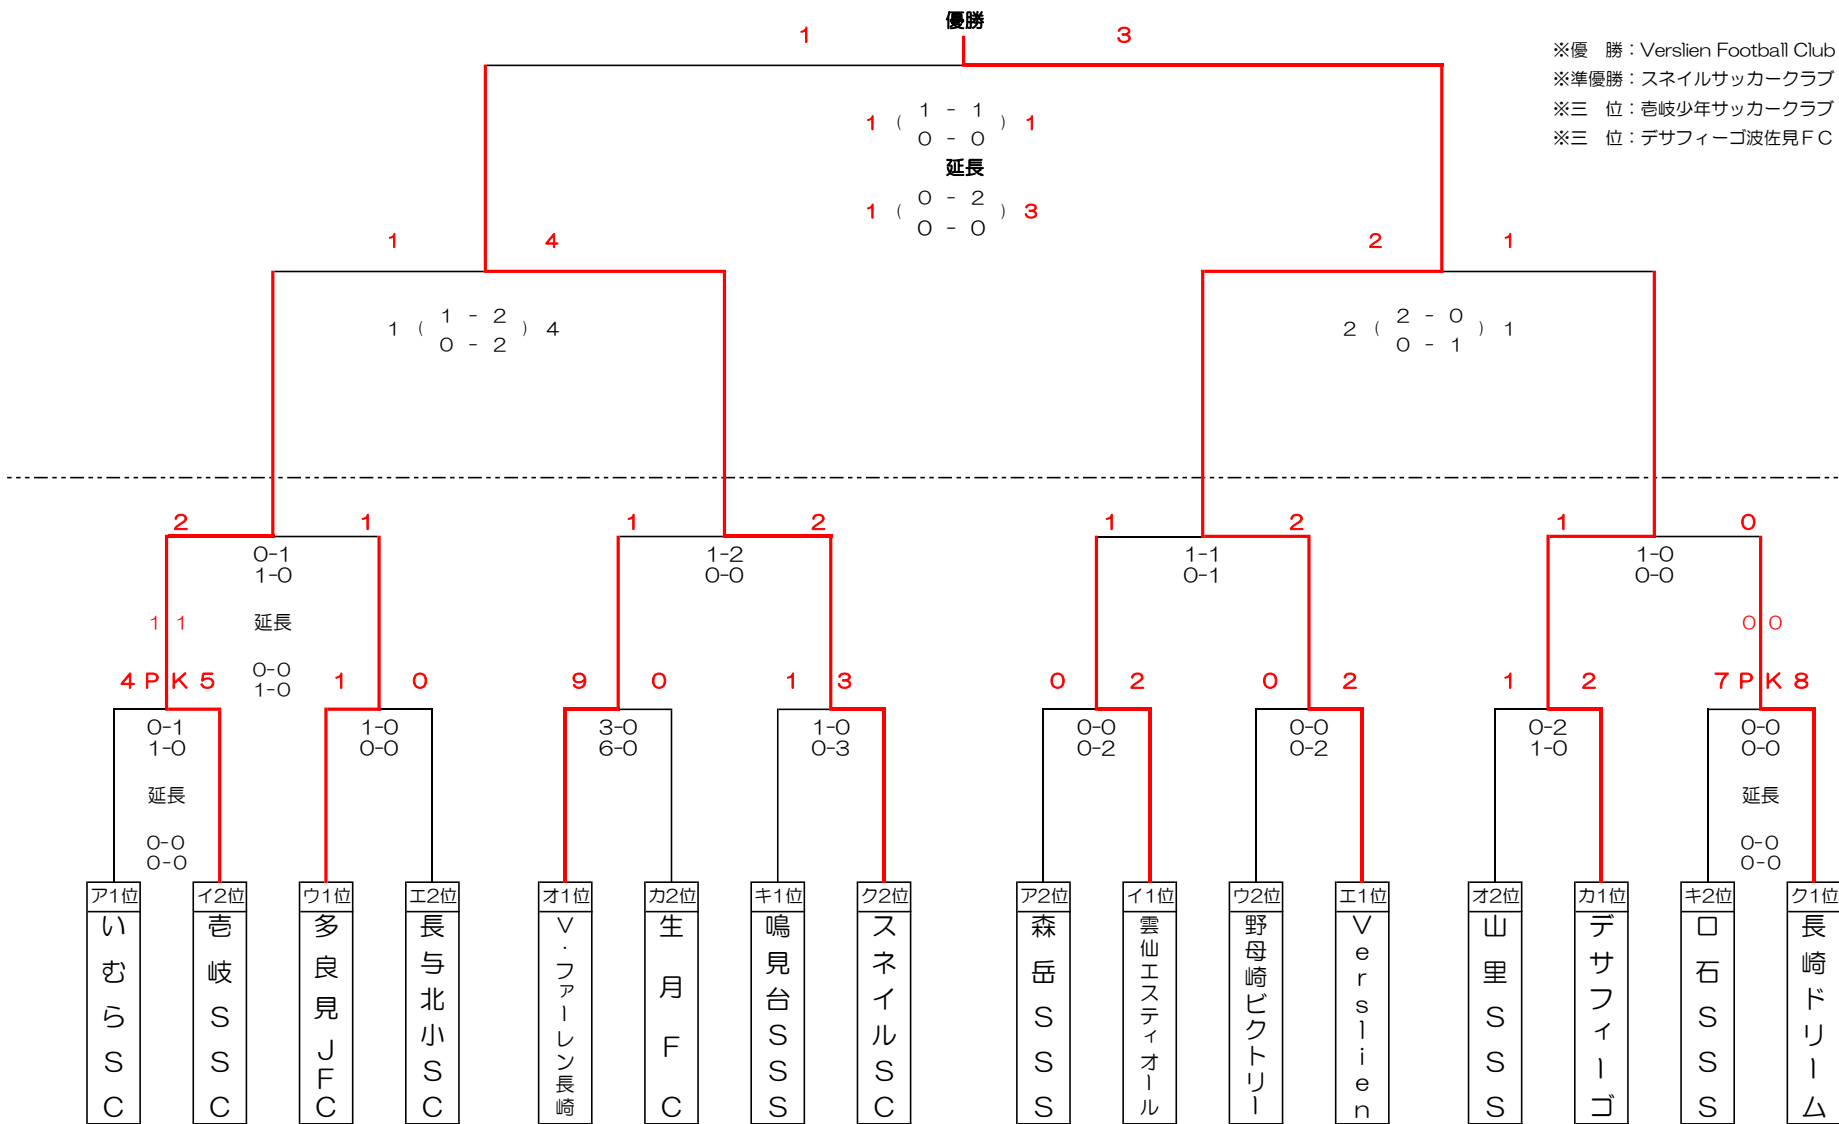 優勝
1 3
※優 勝：Verslien Football Club
※準優勝：スネイルサッカークラブ
※三 位：壱岐少年サッカークラブ
※三 位：デサフィーゴ波佐見ＦＣ
1 - 1
1 ( ) 1
0 - 0
延長
0 - 2
1 ( ) 3
0 - 0
1 4 2 1
1 - 2 2 - 0
1 ( ) 4 2 ( ) 1
0 - 2 0 - 1
2 1 1 2 1 2 1 0
0-1 1-2 1-1 1-0
1-0 0-0 0-1 0-0
1 1 延長 0 0
0-0
1-0
4 P K 5 1 0 9 0 1 3 0 2 0 2 1 2 7 P K 8
0-1 1-0 3-0 1-0 0-0 0-0 0-2 0-0
1-0 0-0 6-0 0-3 0-2 0-2 1-0 0-0
延長 延長
0-0 0-0
0-0 0-0
ア1位 イ2位 ウ1位 エ2位 オ1位 カ2位 キ1位 ク2位 ア2位 イ1位 ウ2位 エ1位 オ2位 カ1位 キ2位 ク1位
いむらＳＣ
壱岐ＳＳＣ
多良見ＪＦＣ
長与北小ＳＣ
Ｖ・ファーレン長崎
生月ＦＣ
鳴見台ＳＳＳ
スネイルＳＣ
森岳ＳＳＳ
雲仙エスティオール
野母崎ビクトリー
Verslien
山里ＳＳＳ
デサフィーゴ
口石ＳＳＳ
長崎ドリーム